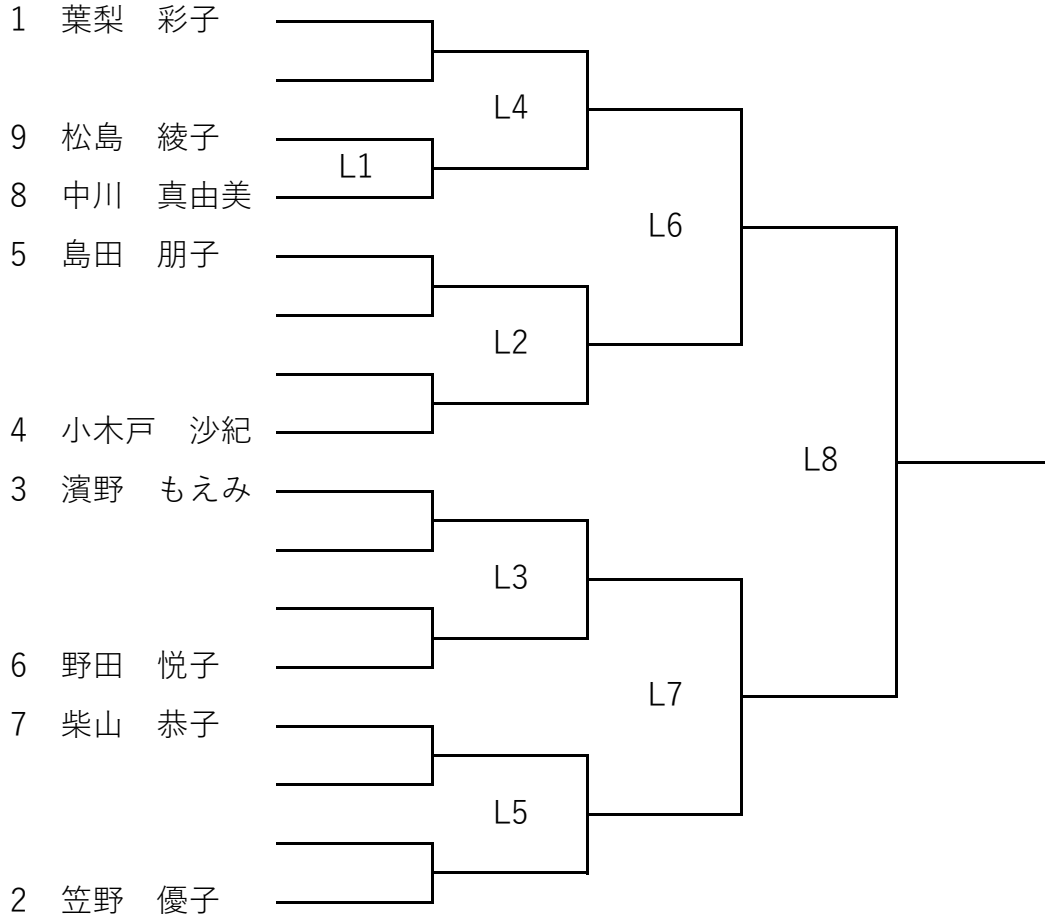 1 葉梨 彩子
L4
9 松島 綾子
L1
8 中川 真由美
L6
5 島田 朋子
L2
4 小木戸 沙紀
L8
3 濱野 もえみ
L3
6 野田 悦子
L7
7 柴山 恭子
L5
2 笠野 優子